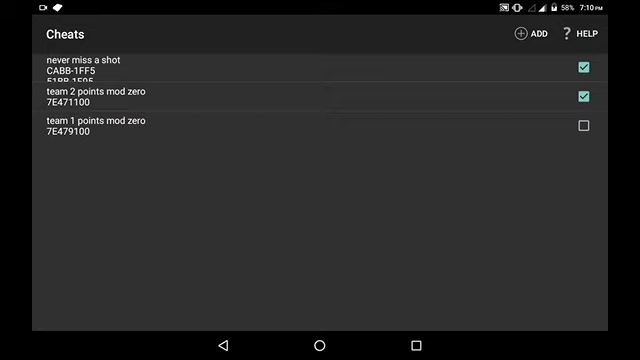 58% 7:10 PM
Cheats
ADD
? HELP
never miss a shot
CABB-1FF5
team 2 points mod zero
7E471100
team 1 points mod zero
7E479100